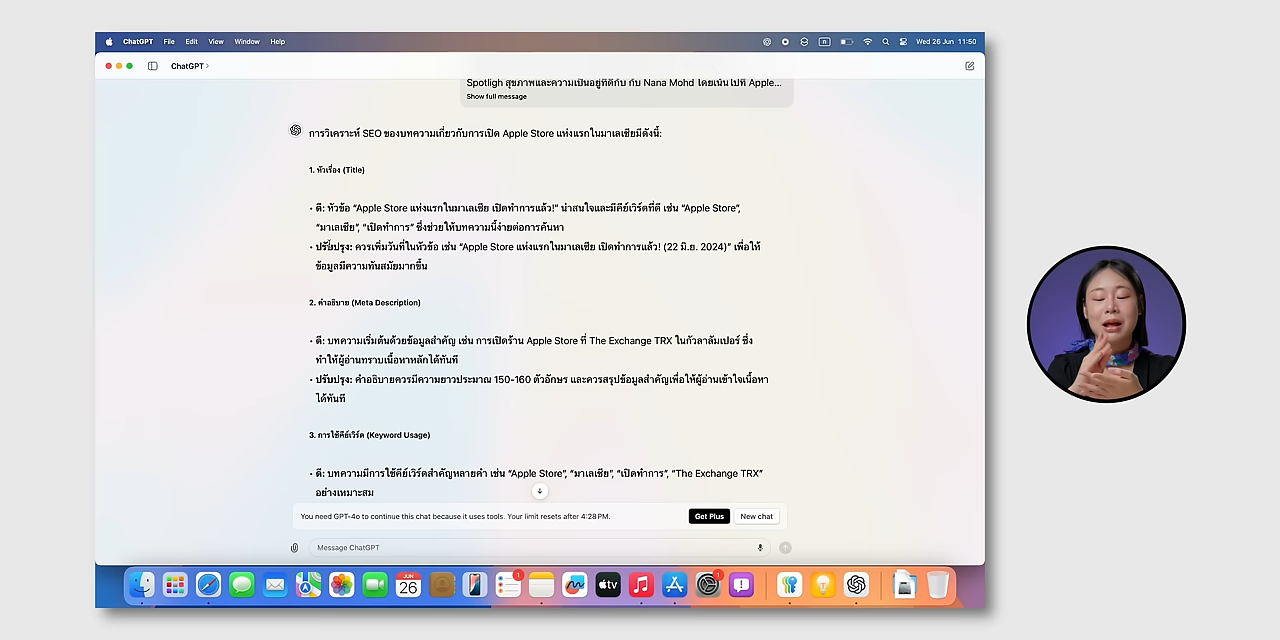 ChatGPT File Edit View Window Help
Wed 26 Jun 11:50
ChatGPT
Spotligh สุขภาพและความเป็นอยู่ที่ดีกับ กับ Nana Mohd โดยเน้นไปที่ Apple...
Show full message
การวิเคราะห์ SEO ของบทความเกี่ยวกับการเปิด Apple Store แห่งแรกในมาเลเซียมีดังนี้:
1. หัวเรื่อง (Title)
• ดี: หัวข้อ “Apple Store แห่งแรกในมาเลเซีย เปิดทำการแล้ว!” น่าสนใจและมีคีย์เวิร์ดที่ดี เช่น “Apple Store”,
“มาเลเซีย”, “เปิดทำการ” ซึ่งช่วยให้บทความนี้ง่ายต่อการค้นหา
• ปรับปรุง: ควรเพิ่มวันที่ในหัวข้อ เช่น “Apple Store แห่งแรกในมาเลเซีย เปิดทำการแล้ว! (22 มิ.ย. 2024)” เพื่อให้
ข้อมูลมีความทันสมัยมากขึ้น
2. คำอธิบาย (Meta Description)
• ดี: บทความเริ่มต้นด้วยข้อมูลสำคัญ เช่น การเปิดร้าน Apple Store ที่ The Exchange TRX ในกัวลาลัมเปอร์ ซึ่ง
ทำให้ผู้อ่านทราบเนื้อหาหลักได้ทันที
• ปรับปรุง: คำอธิบายควรมีความยาวประมาณ 150-160 ตัวอักษร และควรสรุปข้อมูลสำคัญเพื่อให้ผู้อ่านเข้าใจเนื้อหา
ได้ทันที
3. การใช้คีย์เวิร์ด (Keyword Usage)
• ดี: บทความมีการใช้คีย์เวิร์ดสำคัญหลายคำ เช่น “Apple Store”, “มาเลเซีย”, “เปิดทำการ”, “The Exchange TRX”
อย่างเหมาะสม
You need GPT-4o to continue this chat because it uses tools. Your limit resets after 4:28 PM.
Get Plus
New chat
Message ChatGPT
JUN
26
1
tv
1